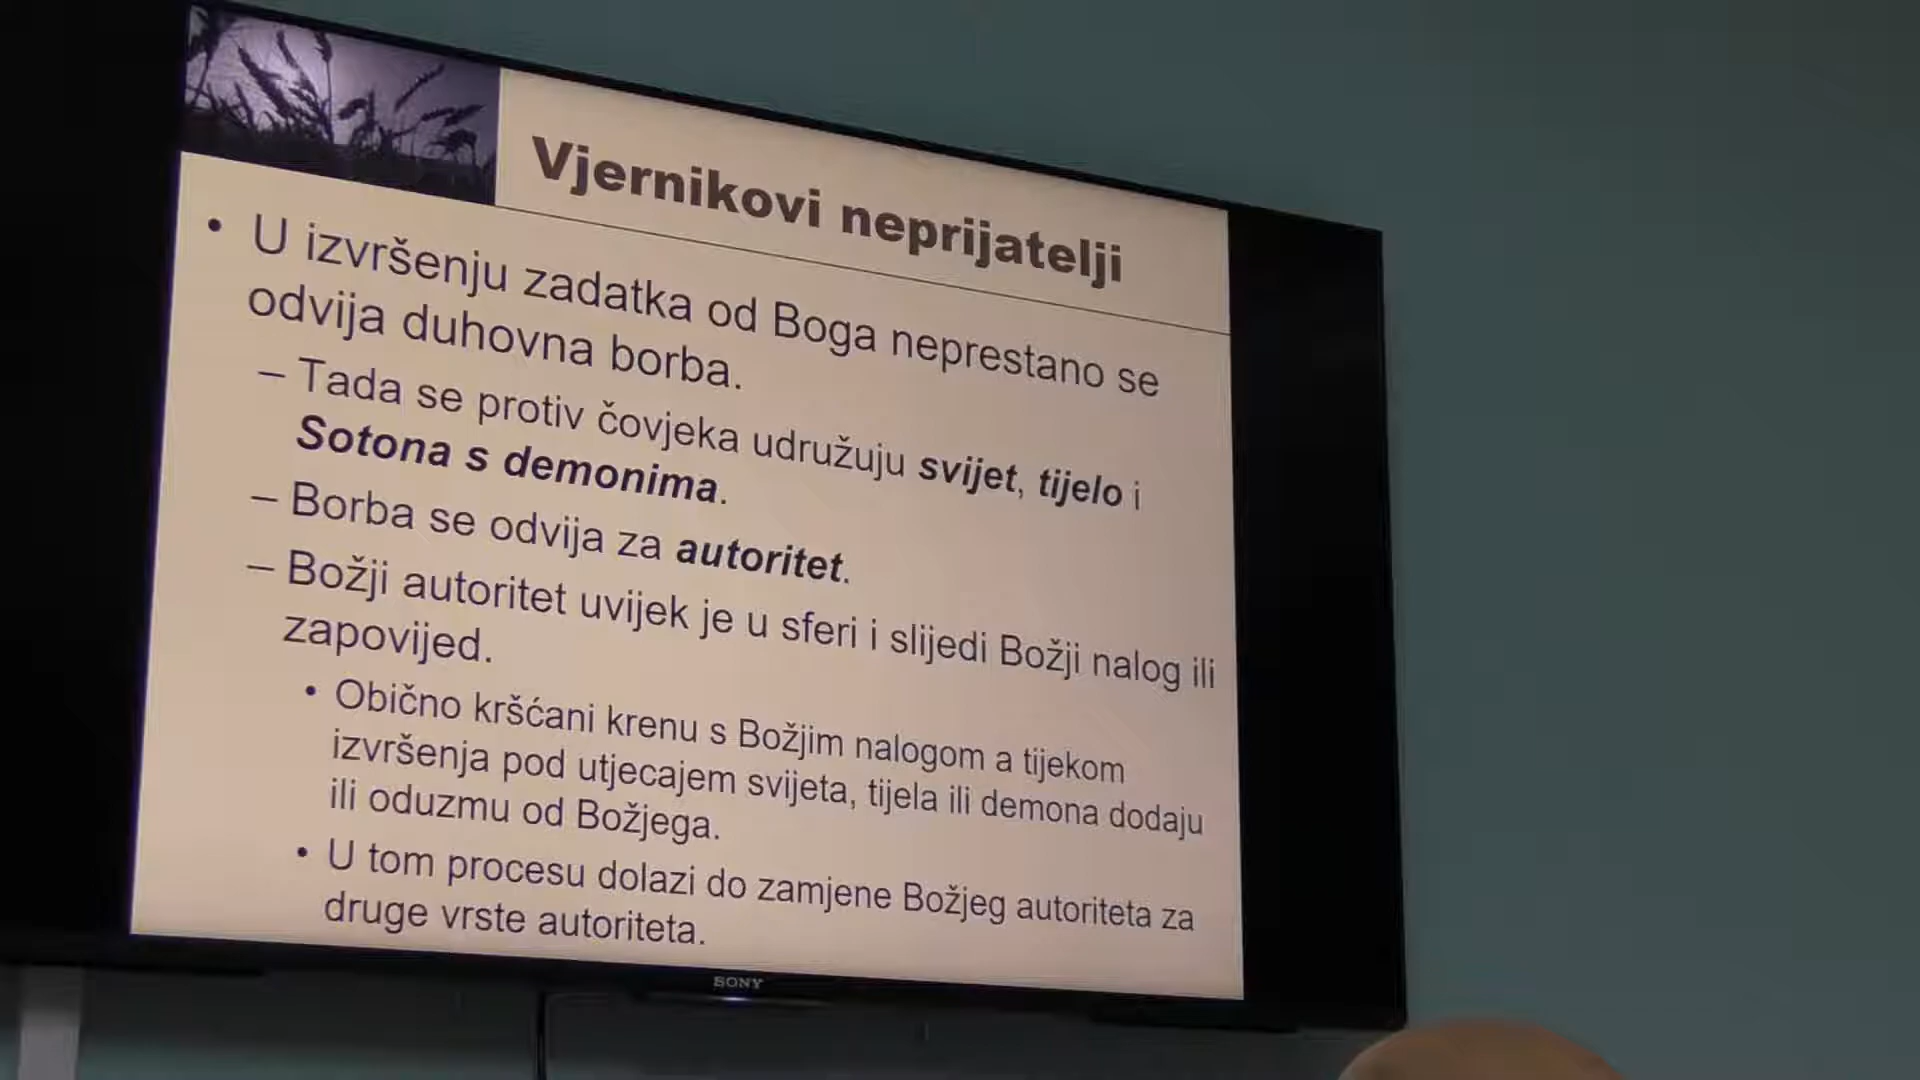 Vjernikovi neprijatelji
• U izvršenju zadatka od Boga neprestano se
odvija duhovna borba.
– Tada se protiv čovjeka udružuju svijet, tijelo i
Sotona s demonima.
– Borba se odvija za autoritet.
– Božji autoritet uvijek je u sferi i slijedi Božji nalog ili
zapovijed.
• Obično kršćani krenu s Božjim nalogom a tijekom
izvršenja pod utjecajem svijeta, tijela ili demona dodaju
ili oduzmu od Božjega.
• U tom procesu dolazi do zamjene Božjeg autoriteta za
druge vrste autoriteta.
SONY